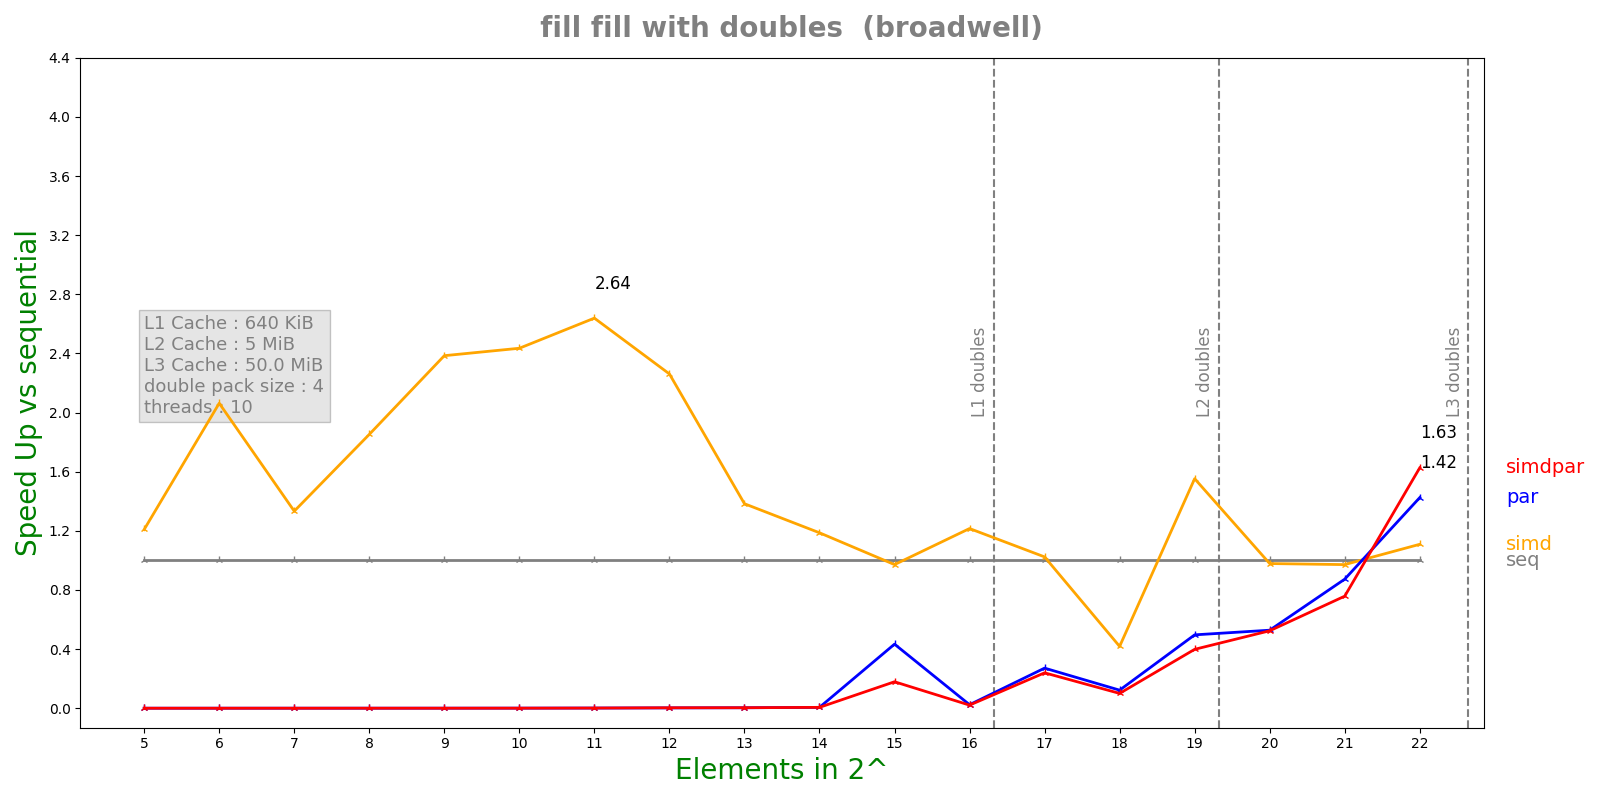 fill fill with doubles  (broadwell)
Speed Up vs sequential
4.4
4.0
3.6
3.2
2.8
2.4
2.0
1.6
1.2
0.8
0.4
0.0
L1 Cache : 640 KiB
L2 Cache : 5 MiB
L3 Cache : 50.0 MiB
double pack size : 4
threads : 10
2.64
L1 doubles
L2 doubles
L3 doubles
1.63
1.42
simdpar
par
simd
seq
5 6 7 8 9 10 11 12 13 14 15 16 17 18 19 20 21 22
Elements in 2^